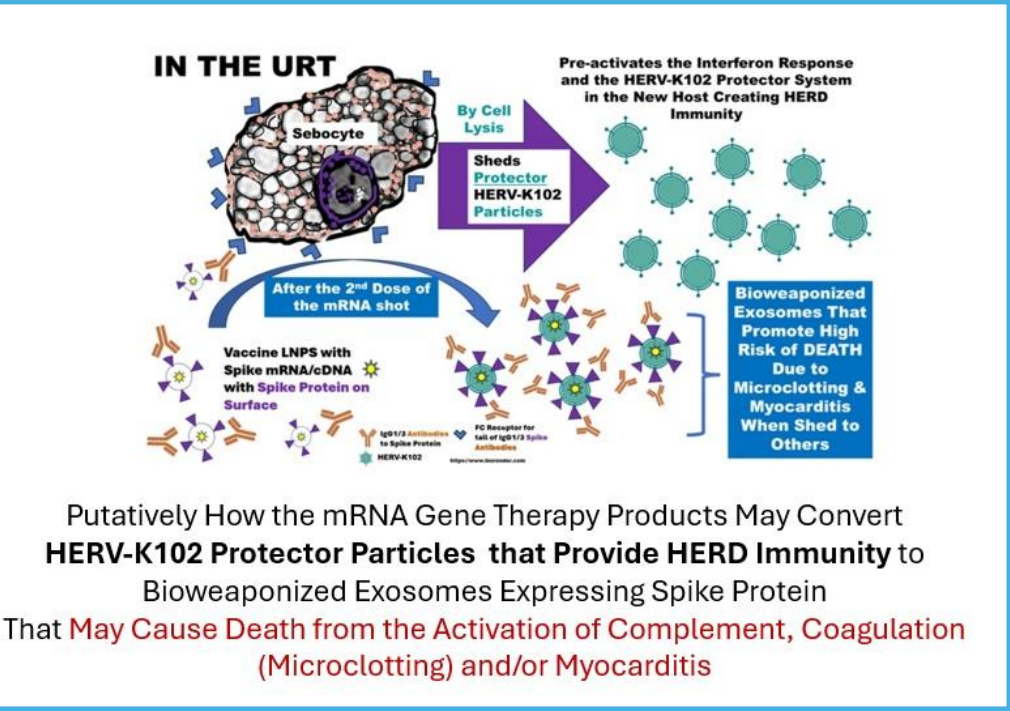 IN THE URT
Sebocyte
By Cell
Lysis
Sheds
Protector
HERV-K102
Particles
Pre-activates the Interferon Response
and the HERV-K102 Protector System
in the New Host Creating HERD
Immunity
After the 2nd Dose of
the mRNA shot
Vaccine LNPS with
Spike mRNA/cDNA
with Spike Protein on
Surface
IgG1/3 Antibodies
to Spike Protein
HERV-K102
FC Receptor for
tail of IgG1/3 Spike
Antibodies
https://www.biorender.com
Bioweaponized
Exosomes That
Promote High
Risk of DEATH
Due to
Microclotting &
Myocarditis
When Shed to
Others
Putatively How the mRNA Gene Therapy Products May Convert
HERV-K102 Protector Particles that Provide HERD Immunity to
Bioweaponized Exosomes Expressing Spike Protein
That May Cause Death from the Activation of Complement, Coagulation
(Microclotting) and/or Myocarditis